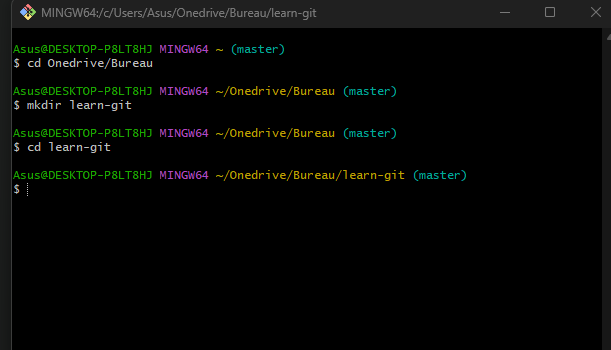 MINGW64:/c/Users/Asus/Onedrive/Bureau/learn-git
Asus@DESKTOP-P8LT8HJ MINGW64 ~ (master)
$ cd Onedrive/Bureau
Asus@DESKTOP-P8LT8HJ MINGW64 ~/Onedrive/Bureau (master)
$ mkdir learn-git
Asus@DESKTOP-P8LT8HJ MINGW64 ~/Onedrive/Bureau (master)
$ cd learn-git
Asus@DESKTOP-P8LT8HJ MINGW64 ~/Onedrive/Bureau/learn-git (master)
$